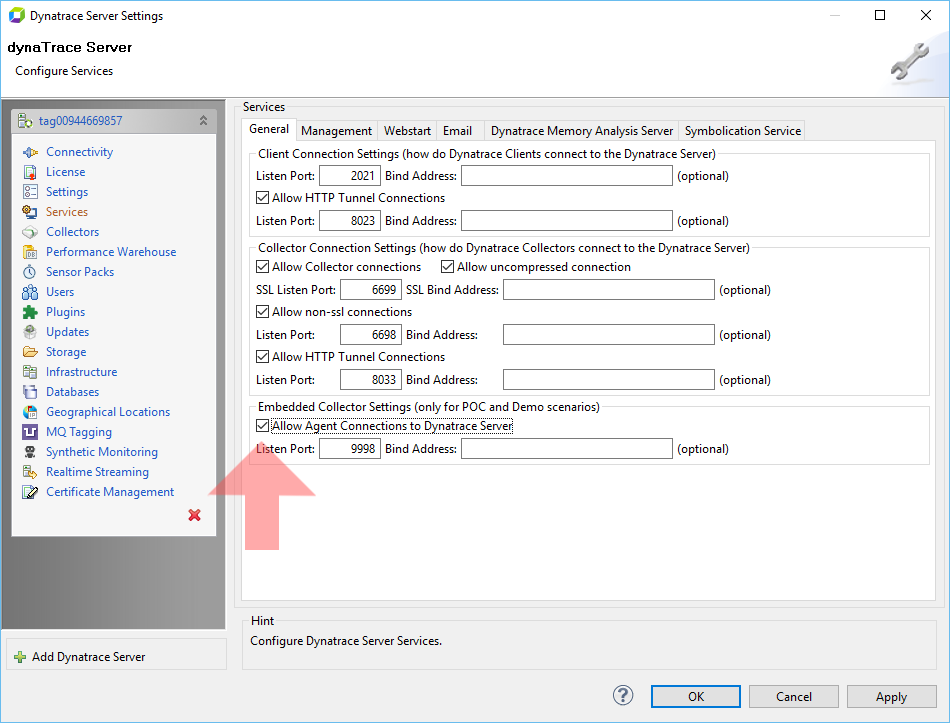 Dynatrace Server Settings
dynaTrace Server
Configure Services
tag00944669857
Connectivity
License
Settings
Services
Collectors
Performance Warehouse
Sensor Packs
Users
Plugins
Updates
Storage
Infrastructure
Databases
Geographical Locations
MQ Tagging
Synthetic Monitoring
Realtime Streaming
Certificate Management
Add Dynatrace Server
Services
General Management Webstart Email Dynatrace Memory Analysis Server Symbolication Service
Client Connection Settings (how do Dynatrace Clients connect to the Dynatrace Server)
Listen Port: 2021 Bind Address: (optional)
Allow HTTP Tunnel Connections
Listen Port: 8023 Bind Address: (optional)
Collector Connection Settings (how do Dynatrace Collectors connect to the Dynatrace Server)
Allow Collector connections Allow uncompressed connection
SSL Listen Port: 6699 SSL Bind Address: (optional)
Allow non-ssl connections
Listen Port: 6698 Bind Address: (optional)
Allow HTTP Tunnel Connections
Listen Port: 8033 Bind Address: (optional)
Embedded Collector Settings (only for POC and Demo scenarios)
Allow Agent Connections to Dynatrace Server
Listen Port: 9998 Bind Address: (optional)
Hint
Configure Dynatrace Server Services.
? OK Cancel Apply